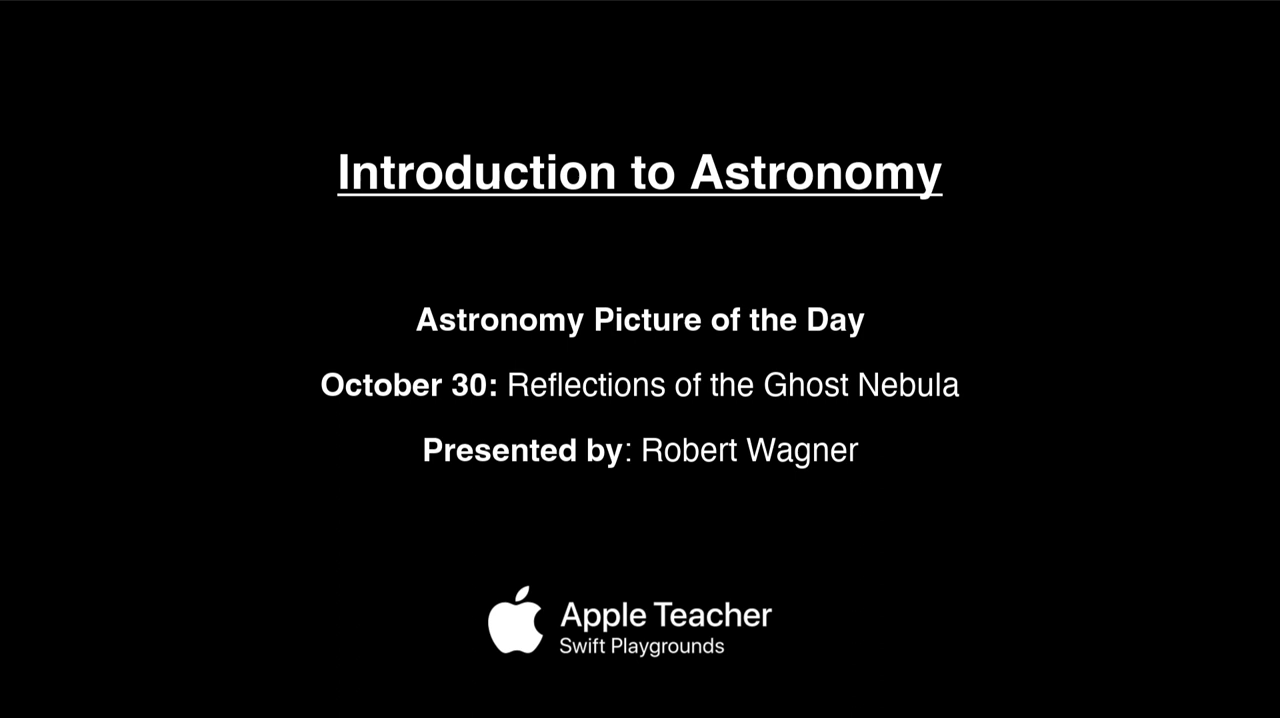 Introduction to Astronomy
Astronomy Picture of the Day
October 30: Reflections of the Ghost Nebula
Presented by: Robert Wagner
Apple Teacher
Swift Playgrounds